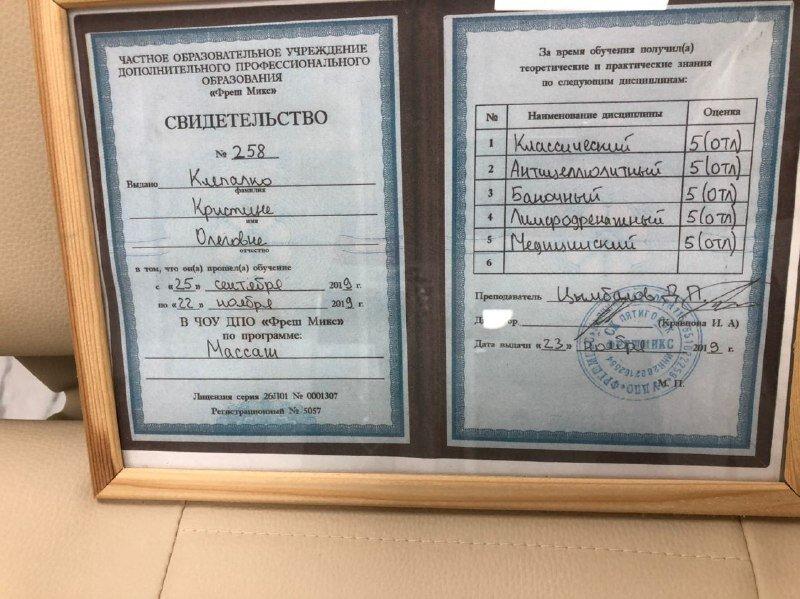 ЧАСТНОЕ ОБРАЗОВАТЕЛЬНОЕ УЧРЕЖДЕНИЕ
ДОПОЛНИТЕЛЬНОГО ПРОФЕССИОНАЛЬНОГО
ОБРАЗОВАНИЯ
«Фреш Микс»
СВИДЕТЕЛЬСТВО
№ 258
Выдано Клепалко
фамилия
Кристине
имя
Олеговне
отчество
в том, что он(а) прошел(а) обучение
с «25» сентября 2019 г.
по «22» ноября 2019 г.
В ЧОУ ДПО «Фреш Микс»
по программе:
Массаж
Лицензия серия 26Л01 № 0001307
Регистрационный № 5057
За время обучения получил(а)
теоретические и практические знания
по следующим дисциплинам:
№ Наименование дисциплины Оценка
1 Классический 5(отл)
2 Антицеллюлитный 5(отл)
3 Баночный 5(отл)
4 Лимфодренажный 5(отл)
5 Медицинский 5(отл)
6
Преподаватель Цымбалов Д.П.
(Кравцова И. А)
Дата выдачи «23» ноября 2019 г.
М. П.